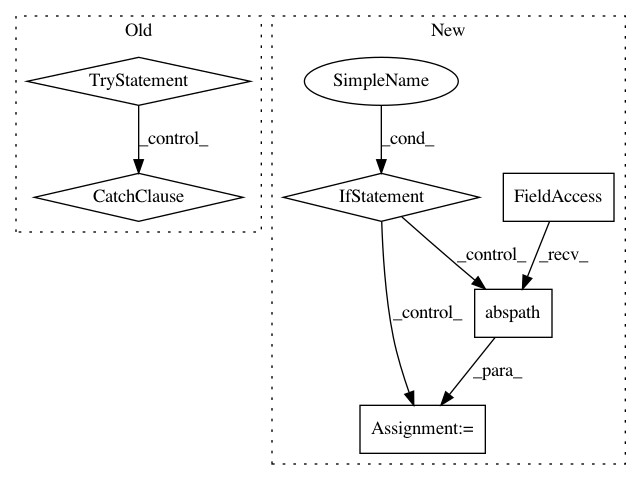 Old
New
TryStatement
SimpleName
_control_
_cond_
CatchClause
IfStatement
FieldAccess
_control_
_recv_
_control_
abspath
_para_
Assignment:=